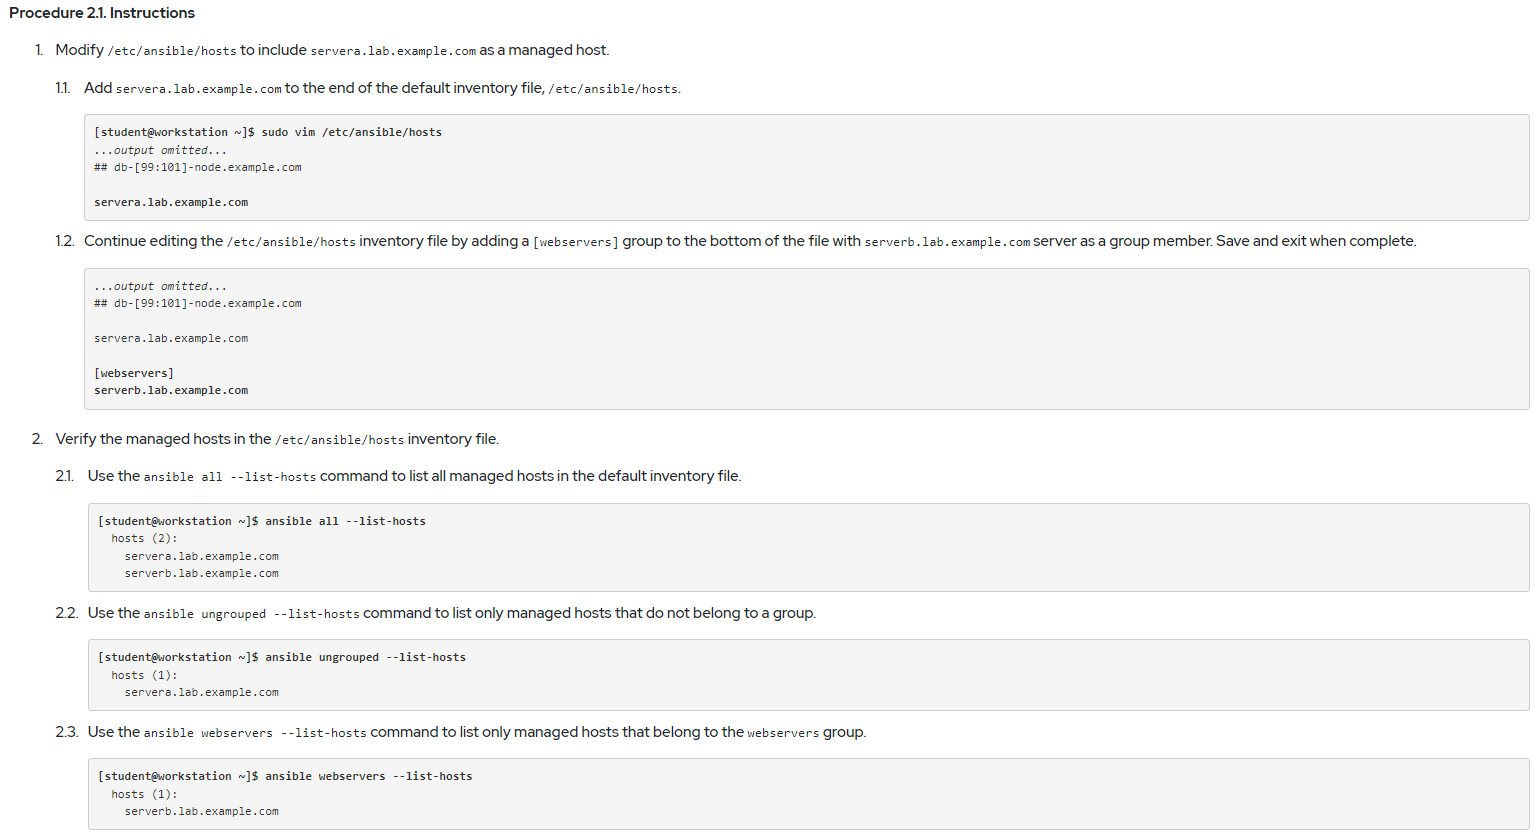 Procedure 2.1. Instructions
1. Modify /etc/ansible/hosts to include servera.lab.example.com as a managed host.
1.1. Add servera.lab.example.com to the end of the default inventory file, /etc/ansible/hosts.
[student@workstation ~]$ sudo vim /etc/ansible/hosts
...output omitted...
## db-[99:101]-node.example.com
servera.lab.example.com
1.2. Continue editing the /etc/ansible/hosts inventory file by adding a [webservers] group to the bottom of the file with serverb.lab.example.com server as a group member. Save and exit when complete.
...output omitted...
## db-[99:101]-node.example.com
servera.lab.example.com
[webservers]
serverb.lab.example.com
2. Verify the managed hosts in the /etc/ansible/hosts inventory file.
2.1. Use the ansible all --list-hosts command to list all managed hosts in the default inventory file.
[student@workstation ~]$ ansible all --list-hosts
hosts (2):
servera.lab.example.com
serverb.lab.example.com
2.2. Use the ansible ungrouped --list-hosts command to list only managed hosts that do not belong to a group.
[student@workstation ~]$ ansible ungrouped --list-hosts
hosts (1):
servera.lab.example.com
2.3. Use the ansible webservers --list-hosts command to list only managed hosts that belong to the webservers group.
[student@workstation ~]$ ansible webservers --list-hosts
hosts (1):
serverb.lab.example.com